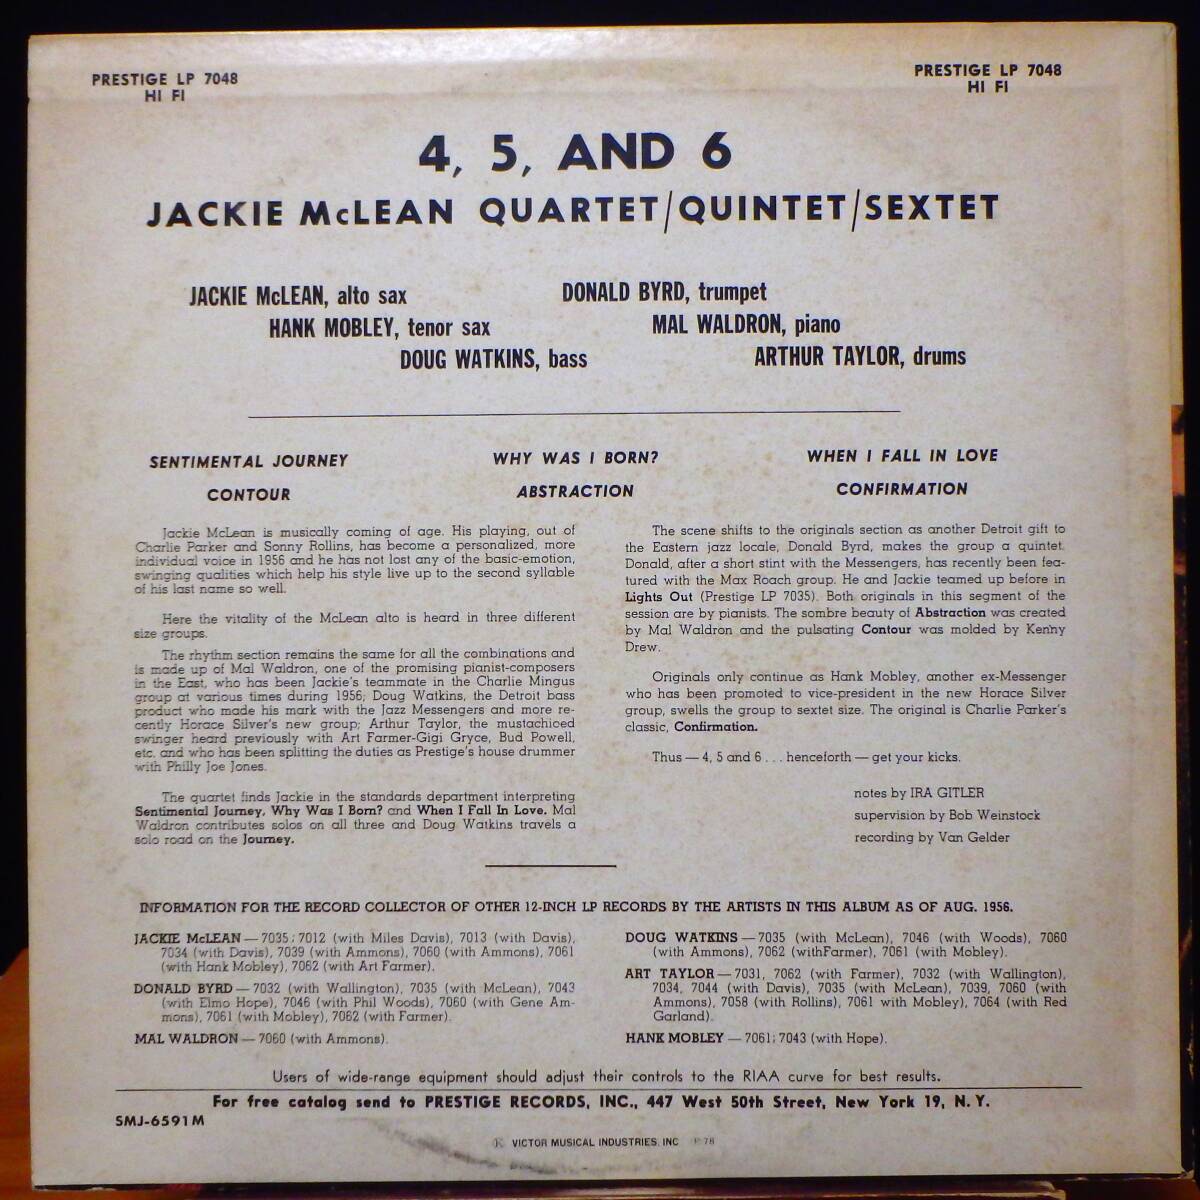 PRESTIGE LP 7048
HI FI
PRESTIGE LP 7048
HI FI
4, 5, AND 6
JACKIE McLEAN QUARTET/QUINTET/SEXTET
JACKIE McLEAN, alto sax
DONALD BYRD, trumpet
HANK MOBLEY, tenor sax
MAL WALDRON, piano
DOUG WATKINS, bass
ARTHUR TAYLOR, drums
SENTIMENTAL JOURNEY
WHY WAS I BORN?
WHEN I FALL IN LOVE
CONTOUR
ABSTRACTION
CONFIRMATION
Jackie McLean is musically coming of age. His playing, out of
Charlie Parker and Sonny Rollins, has become a personalized, more
individual voice in 1956 and he has not lost any of the basic-emotion,
swinging qualities which help his style live up to the second syllable
of his last name so well.
Here the vitality of the McLean alto is heard in three different
size groups.
The rhythm section remains the same for all the combinations and
is made up of Mal Waldron, one of the promising pianist-composers
in the East, who has been Jackie's teammate in the Charlie Mingus
group at various times during 1956; Doug Watkins, the Detroit bass
product who made his mark with the Jazz Messengers and more re-
cently Horace Silver's new group; Arthur Taylor, the mustachiced
swinger heard previously with Art Farmer-Gigi Gryce, Bud Powell,
etc. and who has been splitting the duties as Prestige's house drummer
with Philly Joe Jones.
The quartet finds Jackie in the standards department interpreting
Sentimental Journey, Why Was I Born? and When I Fall In Love. Mal
Waldron contributes solos on all three and Doug Watkins travels a
solo road on the Journey.
The scene shifts to the originals section as another Detroit gift to
the Eastern jazz locale, Donald Byrd, makes the group a quintet.
Donald, after a short stint with the Messengers, has recently been fea-
tured with the Max Roach group. He and Jackie teamed up before in
Lights Out (Prestige LP 7035). Both originals in this segment of the
session are by pianists. The sombre beauty of Abstraction was created
by Mal Waldron and the pulsating Contour was molded by Kenny
Drew.
Originals only continue as Hank Mobley, another ex-Messenger
who has been promoted to vice-president in the new Horace Silver
group, swells the group to sextet size. The original is Charlie Parker's
classic, Confirmation.
Thus — 4, 5 and 6 . . . henceforth — get your kicks.
notes by IRA GITLER
supervision by Bob Weinstock
recording by Van Gelder
INFORMATION FOR THE RECORD COLLECTOR OF OTHER 12-INCH LP RECORDS BY THE ARTISTS IN THIS ALBUM AS OF AUG. 1956.
JACKIE McLEAN — 7035; 7012 (with Miles Davis), 7013 (with Davis),
7034 (with Davis), 7039 (with Ammons), 7060 (with Ammons), 7061
(with Hank Mobley), 7062 (with Art Farmer).
DONALD BYRD — 7032 (with Wallington), 7035 (with McLean), 7043
(with Elmo Hope), 7046 (with Phil Woods), 7060 (with Gene Am-
mons), 7061 (with Mobley), 7062 (with Farmer).
MAL WALDRON — 7060 (with Ammons).
DOUG WATKINS — 7035 (with McLean), 7046 (with Woods), 7060
(with Ammons), 7062 (withFarmer), 7061 (with Mobley).
ART TAYLOR — 7031, 7062 (with Farmer), 7032 (with Wallington),
7034, 7044 (with Davis), 7035 (with McLean), 7039, 7060 (with
Ammons), 7058 (with Rollins), 7061 with Mobley), 7064 (with Red
Garland).
HANK MOBLEY — 7061; 7043 (with Hope).
Users of wide-range equipment should adjust their controls to the RIAA curve for best results.
For free catalog send to PRESTIGE RECORDS, INC., 447 West 50th Street, New York 19, N. Y.
SMJ-6591M
VICTOR MUSICAL INDUSTRIES. INC 78